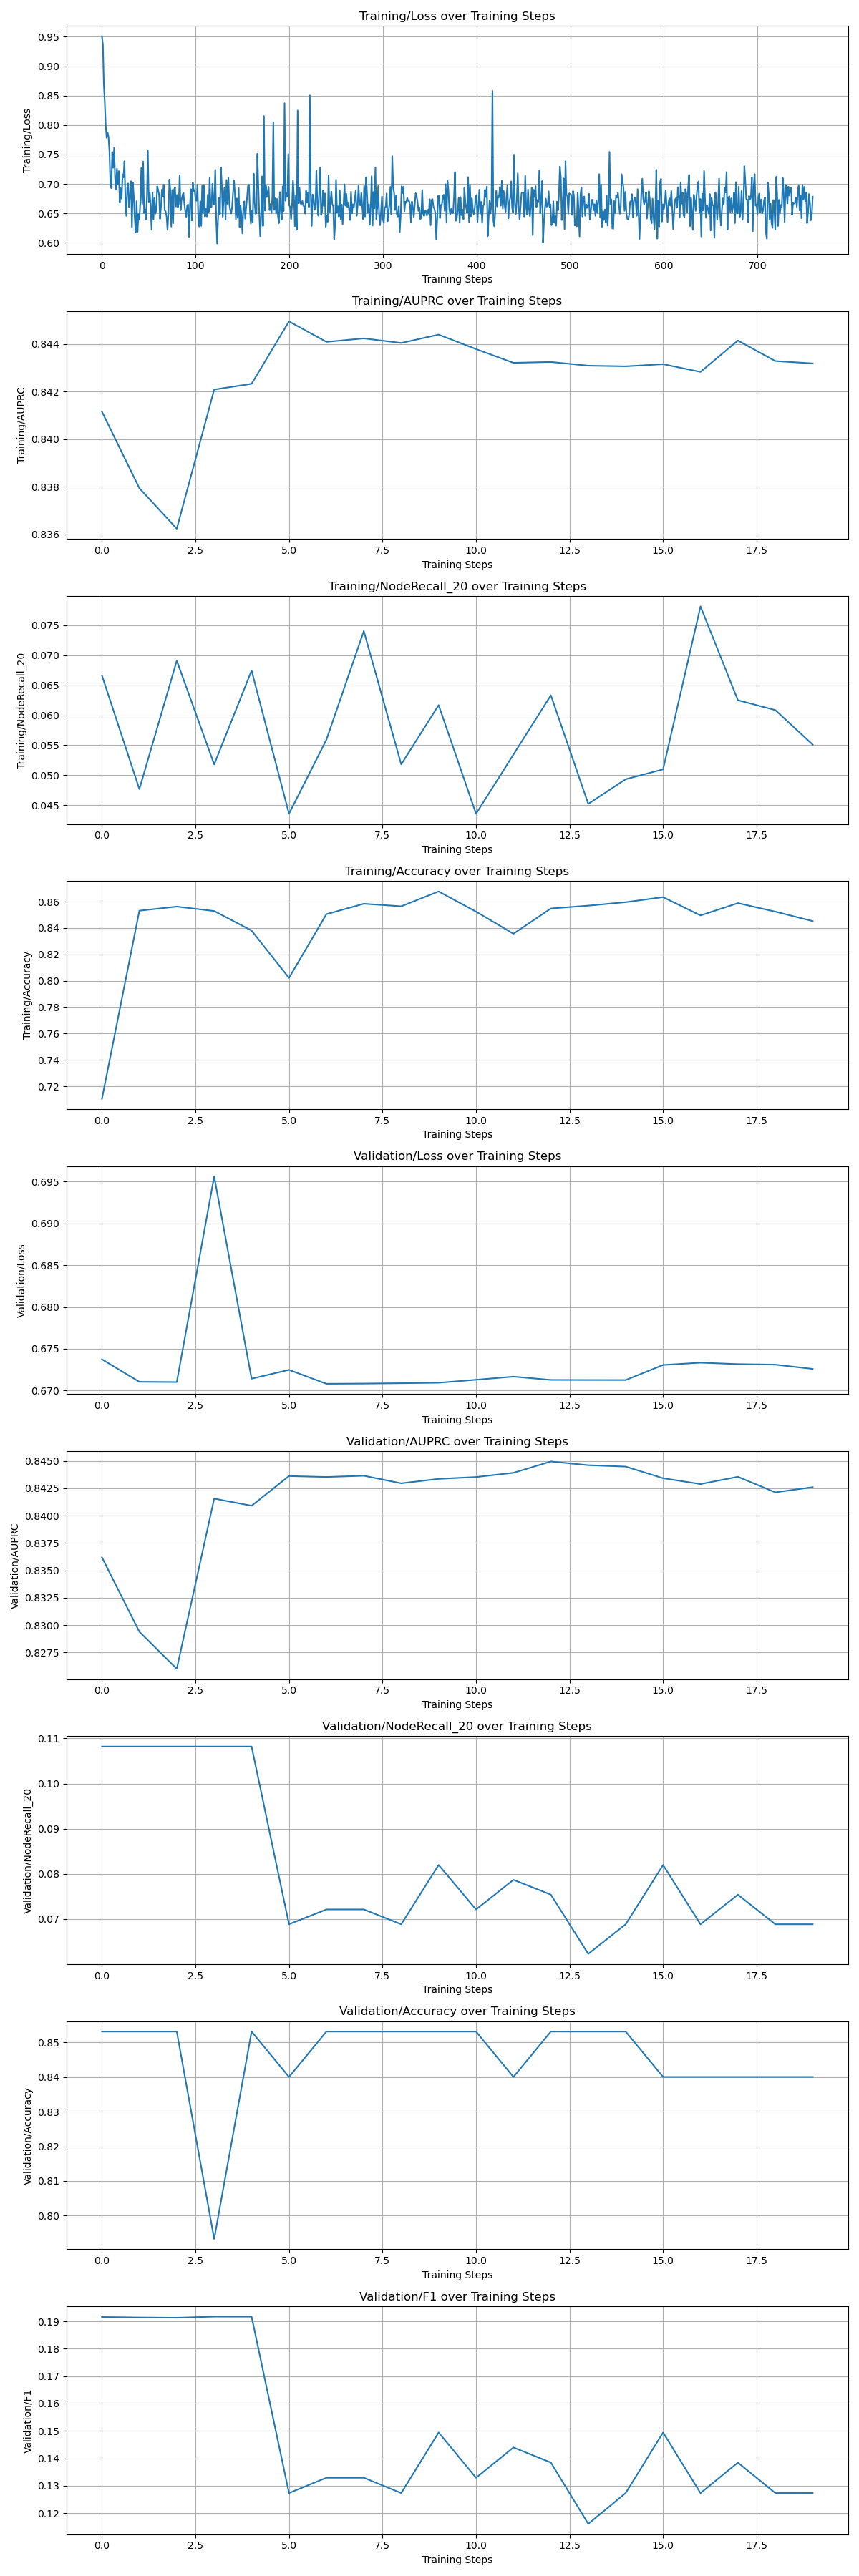 Training/Loss over Training Steps
Training/Loss
0.95
0.90
0.85
0.80
0.75
0.70
0.65
0.60
0 100 200 300 400 500 600 700
Training Steps
Training/AUPRC over Training Steps
Training/AUPRC
0.844
0.842
0.840
0.838
0.836
0.0 2.5 5.0 7.5 10.0 12.5 15.0 17.5
Training Steps
Training/NodeRecall_20 over Training Steps
Training/NodeRecall_20
0.075
0.070
0.065
0.060
0.055
0.050
0.045
0.0 2.5 5.0 7.5 10.0 12.5 15.0 17.5
Training Steps
Training/Accuracy over Training Steps
Training/Accuracy
0.86
0.84
0.82
0.80
0.78
0.76
0.74
0.72
0.0 2.5 5.0 7.5 10.0 12.5 15.0 17.5
Training Steps
Validation/Loss over Training Steps
Validation/Loss
0.695
0.690
0.685
0.680
0.675
0.670
0.0 2.5 5.0 7.5 10.0 12.5 15.0 17.5
Training Steps
Validation/AUPRC over Training Steps
Validation/AUPRC
0.8450
0.8425
0.8400
0.8375
0.8350
0.8325
0.8300
0.8275
0.0 2.5 5.0 7.5 10.0 12.5 15.0 17.5
Training Steps
Validation/NodeRecall_20 over Training Steps
Validation/NodeRecall_20
0.11
0.10
0.09
0.08
0.07
0.0 2.5 5.0 7.5 10.0 12.5 15.0 17.5
Training Steps
Validation/Accuracy over Training Steps
Validation/Accuracy
0.85
0.84
0.83
0.82
0.81
0.80
0.0 2.5 5.0 7.5 10.0 12.5 15.0 17.5
Training Steps
Validation/F1 over Training Steps
Validation/F1
0.19
0.18
0.17
0.16
0.15
0.14
0.13
0.12
0.0 2.5 5.0 7.5 10.0 12.5 15.0 17.5
Training Steps